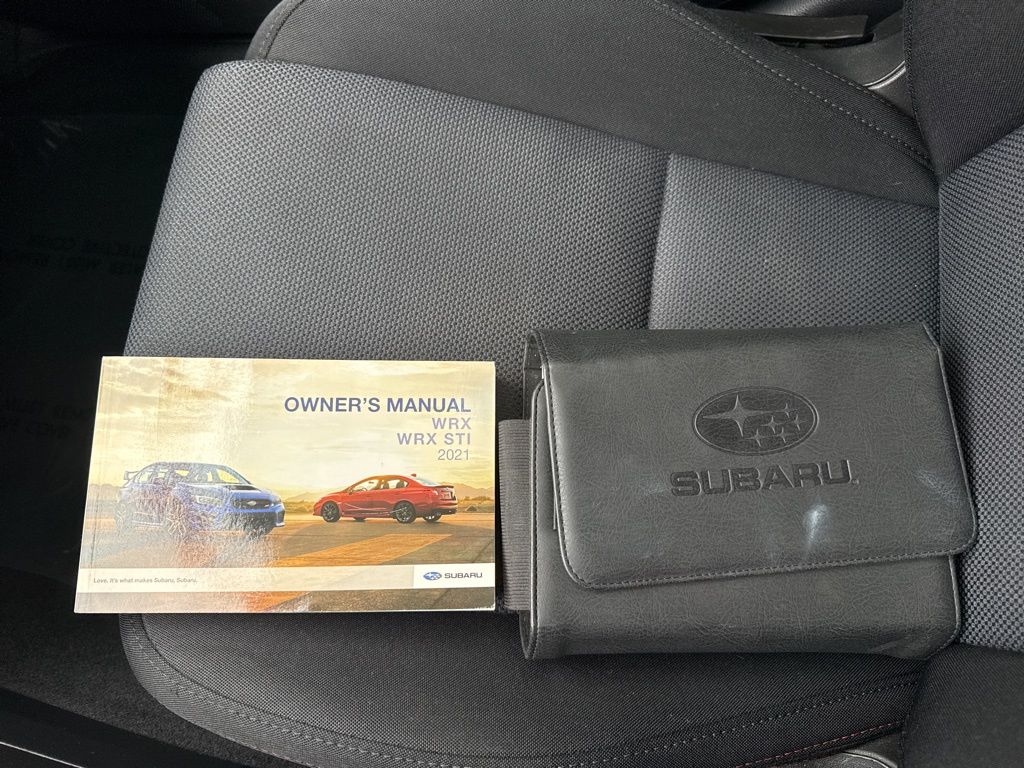 OWNER'S MANUAL
WRX
WRX STI
2021
Love. It's what makes Subaru, Subaru.
SUBARU
SUBARU